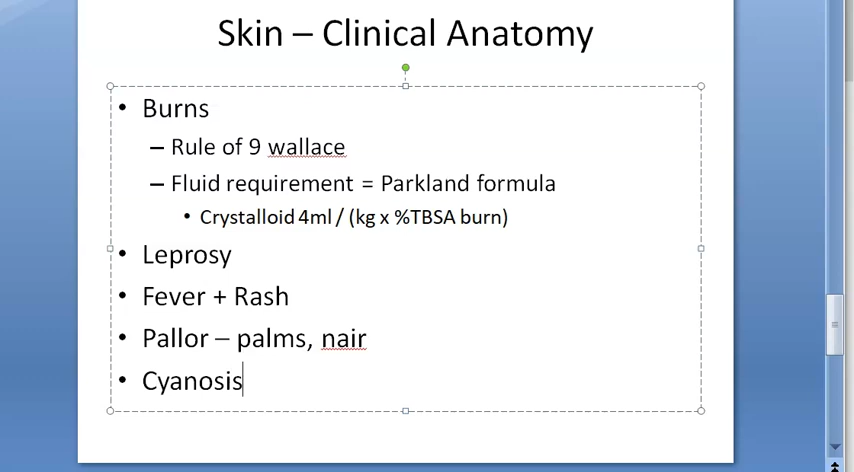 Skin – Clinical Anatomy
• Burns
– Rule of 9 wallace
– Fluid requirement = Parkland formula
• Crystalloid 4ml / (kg x %TBSA burn)
• Leprosy
• Fever + Rash
• Pallor – palms, nair
• Cyanosis